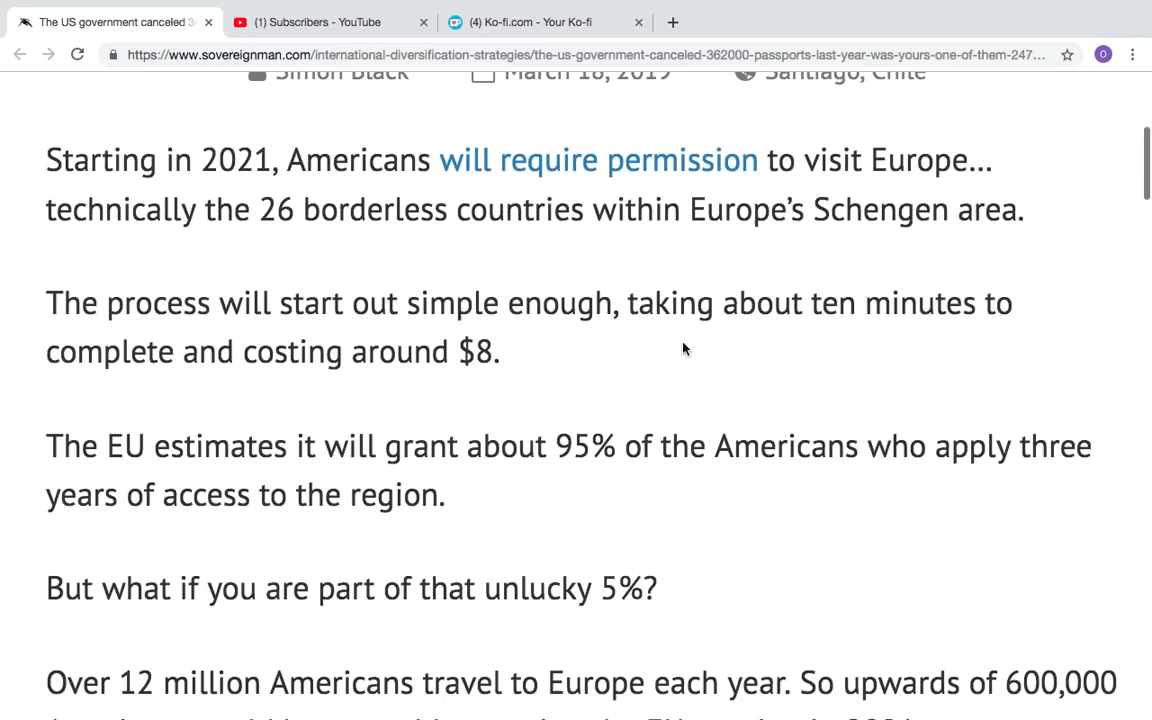 The US government canceled 3
(1) Subscribers - YouTube
(4) Ko-fi.com - Your Ko-fi
https://www.sovereignman.com/international-diversification-strategies/the-us-government-canceled-362000-passports-last-year-was-yours-one-of-them-247...
O
Simon Black March 18, 2019 Santiago, Chile
Starting in 2021, Americans will require permission to visit Europe...
technically the 26 borderless countries within Europe’s Schengen area.
The process will start out simple enough, taking about ten minutes to
complete and costing around $8.
The EU estimates it will grant about 95% of the Americans who apply three
years of access to the region.
But what if you are part of that unlucky 5%?
Over 12 million Americans travel to Europe each year. So upwards of 600,000